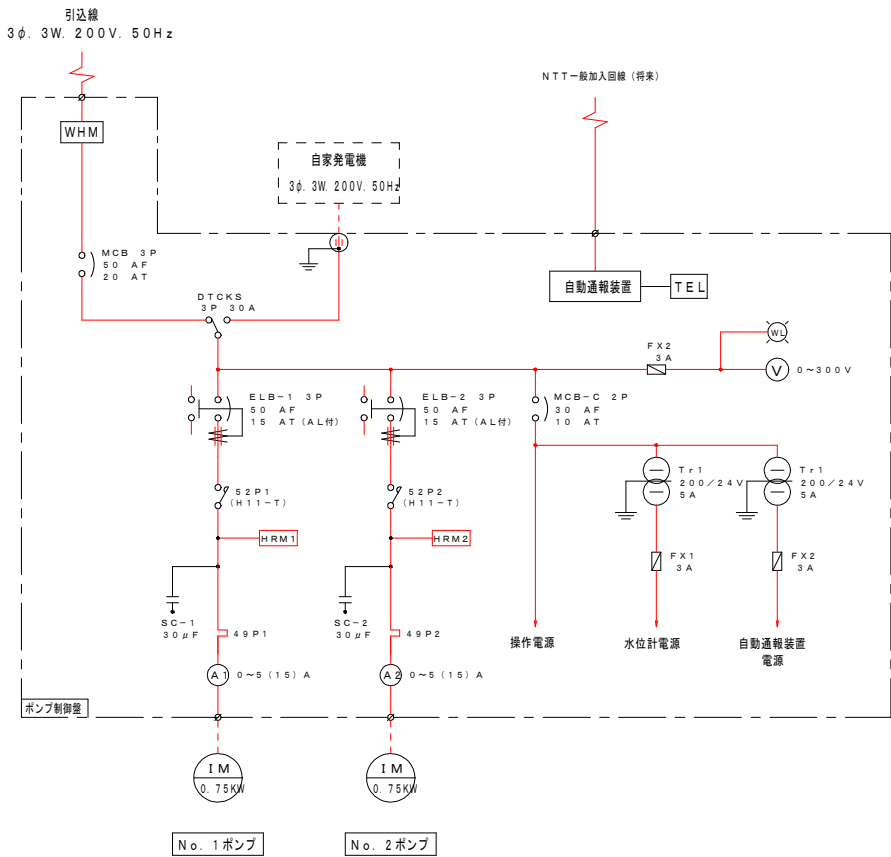 引込線
3φ. 3W. 200V. 50Hz
NTT一般加入回線 (将来)
WHM
自家発電機
3φ. 3W. 200V. 50Hz
MCB 3P
50 AF
20 AT
自動通報装置
TEL
DTCKS
3P 30A
WL
FX2
3A
V
0~300V
ELB-1 3P
50 AF
15 AT (AL付)
ELB-2 3P
50 AF
15 AT (AL付)
MCB-C 2P
30 AF
10 AT
Tr1
200/24V
5A
Tr1
200/24V
5A
52P1
(H11-T)
52P2
(H11-T)
HRM1
HRM2
FX1
3A
FX2
3A
SC-1
30μF
SC-2
30μF
49P1
49P2
操作電源
水位計電源
自動通報装置
電源
A1
0~5 (15) A
A2
0~5 (15) A
ポンプ制御盤
IM
0. 75KW
IM
0. 75KW
No. 1ポンプ
No. 2ポンプ